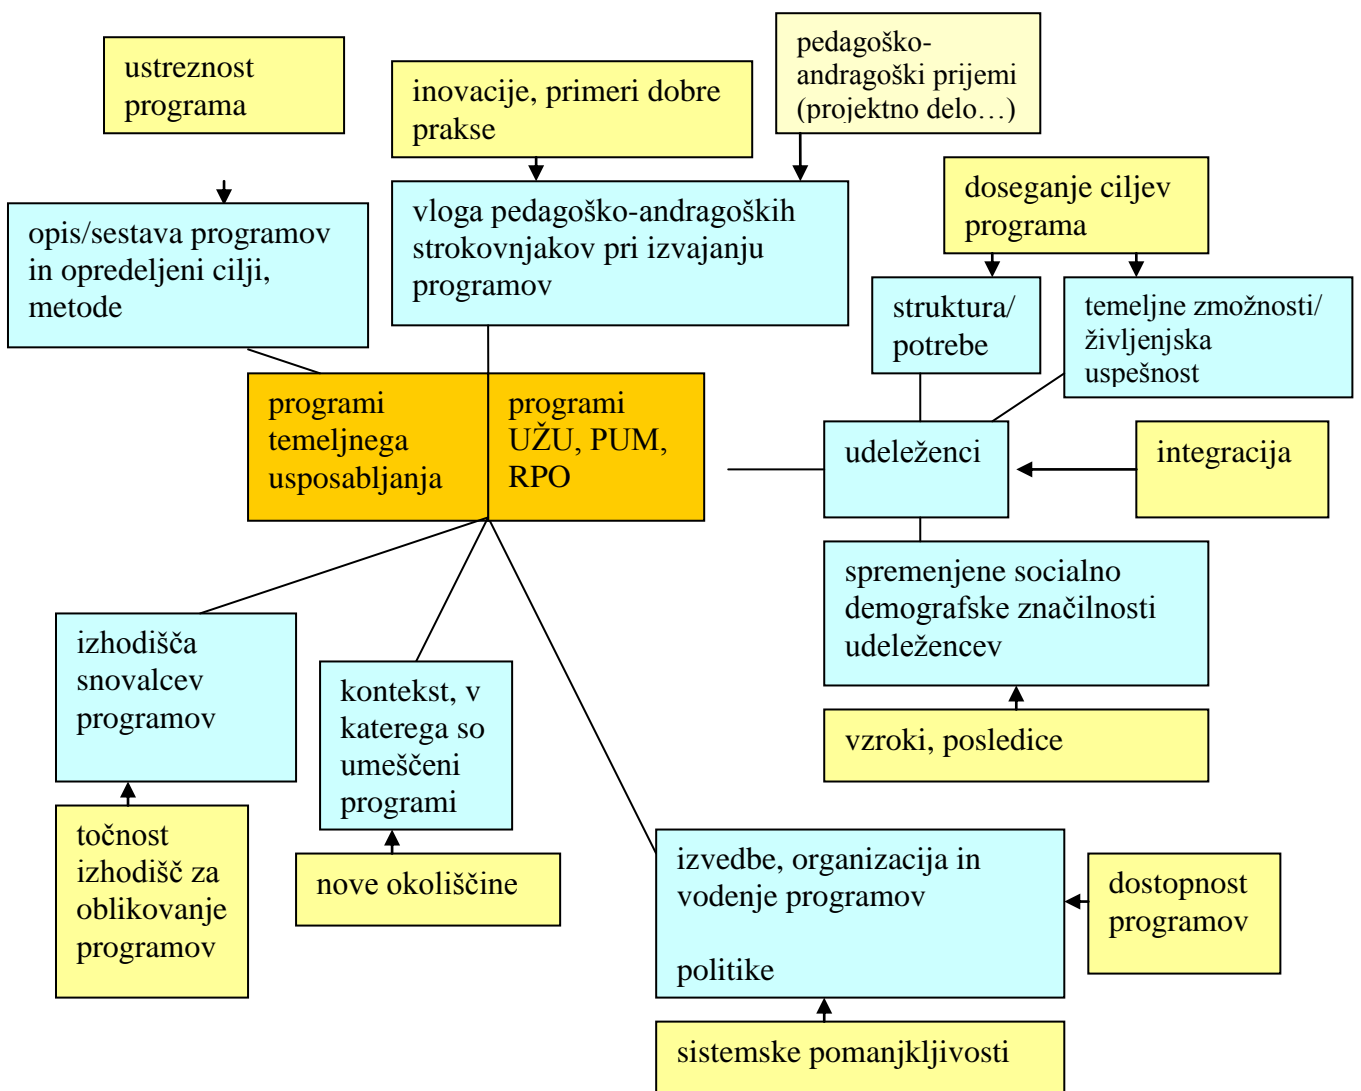 ustreznost
programa
inovacije, primeri dobre
prakse
pedagoško-
andragoški prijemi
(projektno delo…)
opis/sestava programov
in opredeljeni cilji,
metode
vloga pedagoško-andragoških
strokovnjakov pri izvajanju
programov
doseganje ciljev
programa
struktura/
potrebe
temeljne zmožnosti/
življenjska
uspešnost
programi
temeljnega
usposabljanja
programi
UŽU, PUM,
RPO
udeleženci
integracija
spremenjene socialno
demografske značilnosti
udeležencev
vzroki, posledice
izhodišča
snovalcev
programov
kontekst, v
katerega so
umeščeni
programi
točnost
izhodišč za
oblikovanje
programov
nove okoliščine
izvedbe, organizacija in
vodenje programov
politike
dostopnost
programov
sistemske pomanjkljivosti